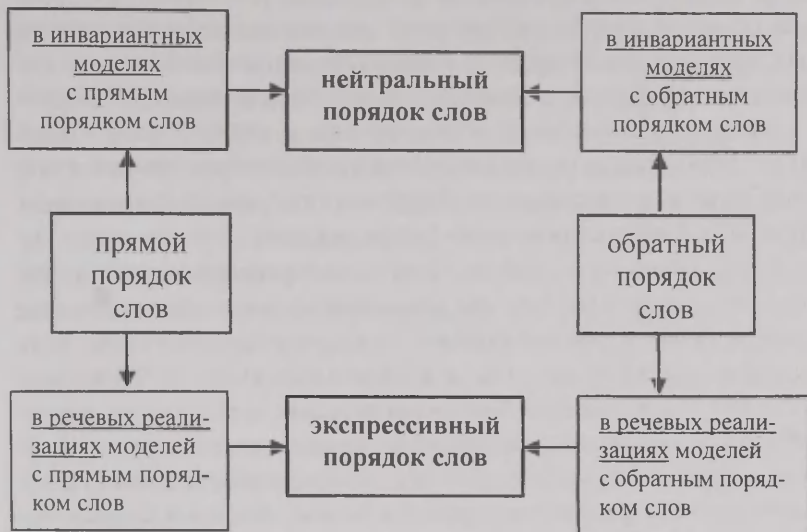 в инвариантных
моделях
с прямым
порядком слов
нейтральный
порядок слов
в инвариантных
моделях
с обратным
порядком слов
прямой
порядок
слов
обратный
порядок
слов
в речевых реали-
зациях моделей
с прямым поряд-
ком слов
экспрессивный
порядок слов
в речевых реали-
зациях моделей
с обратным поряд-
ком слов